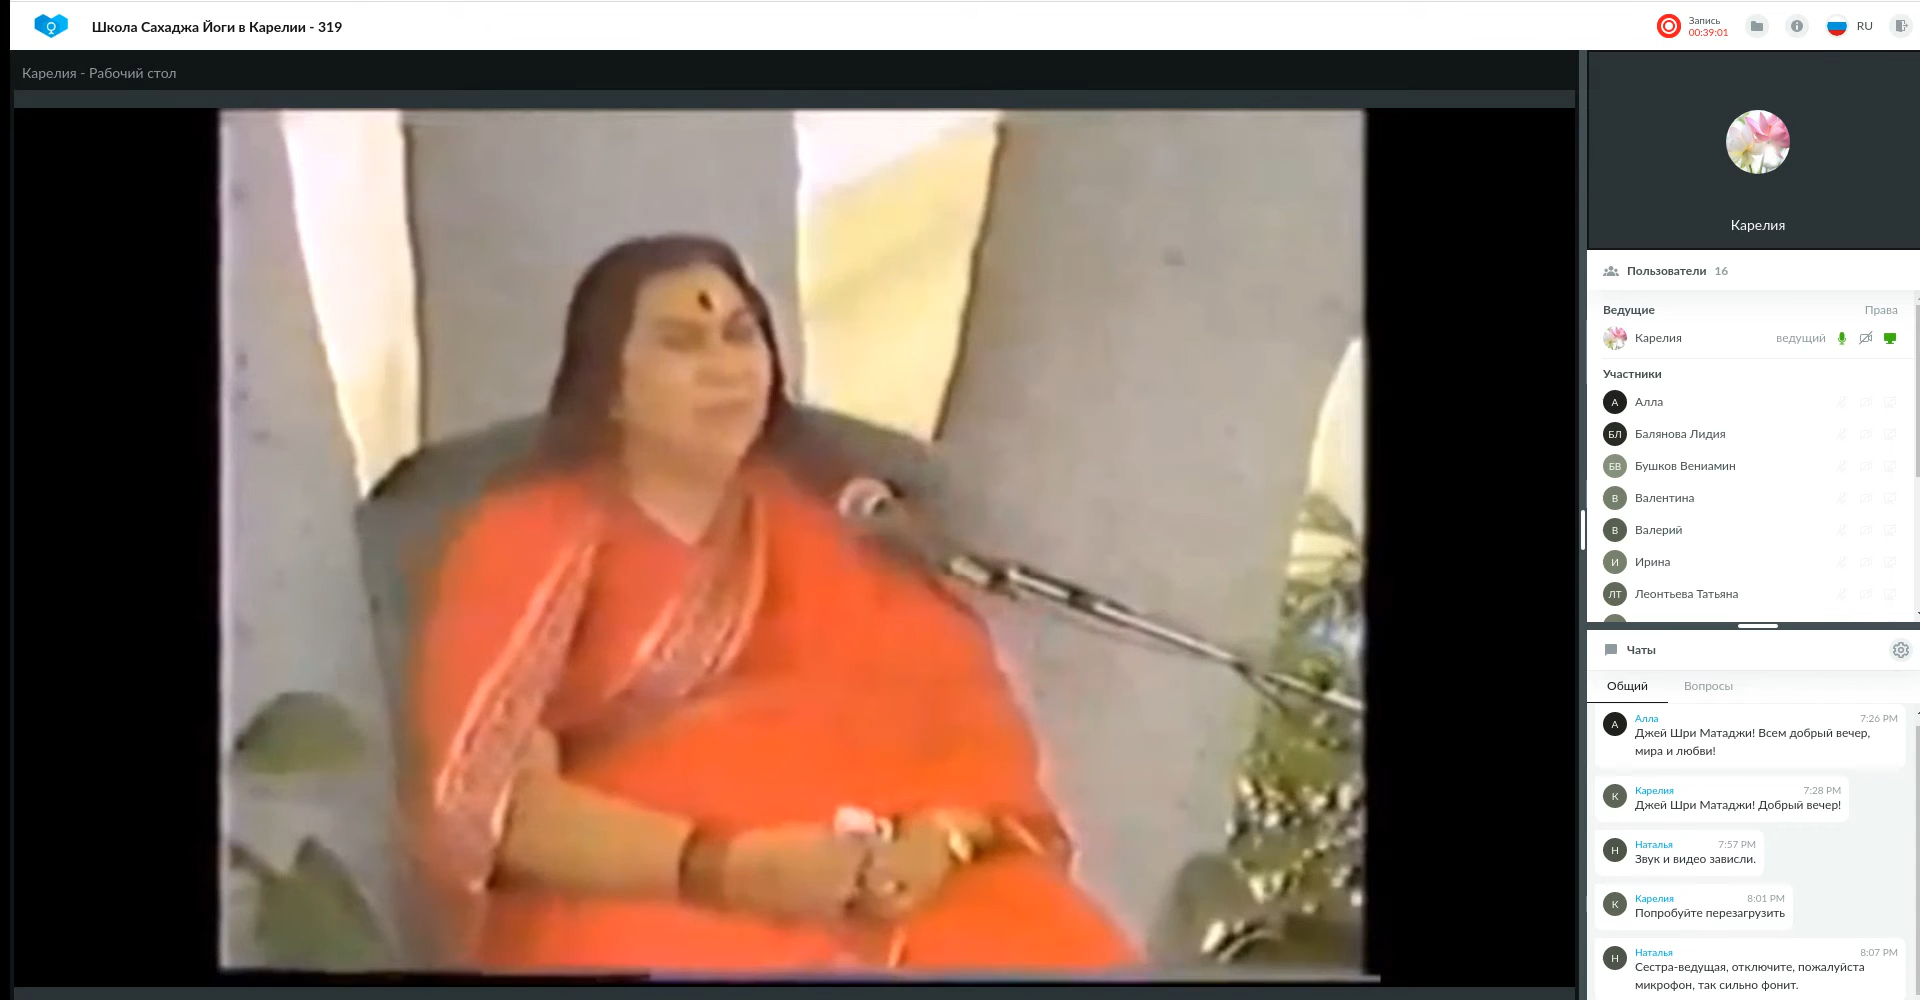 Школа Сахаджа Йоги в Карелии - 319
Запись
00:39:01
RU
Карелия - Рабочий стол
Карелия
Пользователи 16
Ведущие Права
Карелия ведущий
Участники
А Алла
БЛ Балянова Лидия
БВ Бушков Вениамин
В Валентина
В Валерий
И Ирина
ЛТ Леонтьева Татьяна
Чаты
Общий Вопросы
А Алла 7:26 PM
Джей Шри Матаджи! Всем добрый вечер,
мира и любви!
К Карелия 7:28 PM
Джей Шри Матаджи! Добрый вечер!
Н Наталья 7:57 PM
Звук и видео зависли.
К Карелия 8:01 PM
Попробуйте перезагрузить
Н Наталья 8:07 PM
Сестра-ведущая, отключите, пожалуйста
микрофон, так сильно фонит.